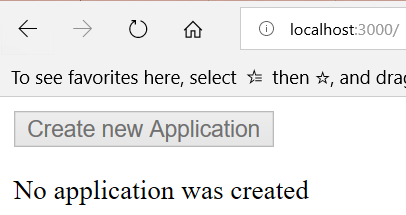 localhost:3000/
To see favorites here, select then , and drag
Create new Application
No application was created